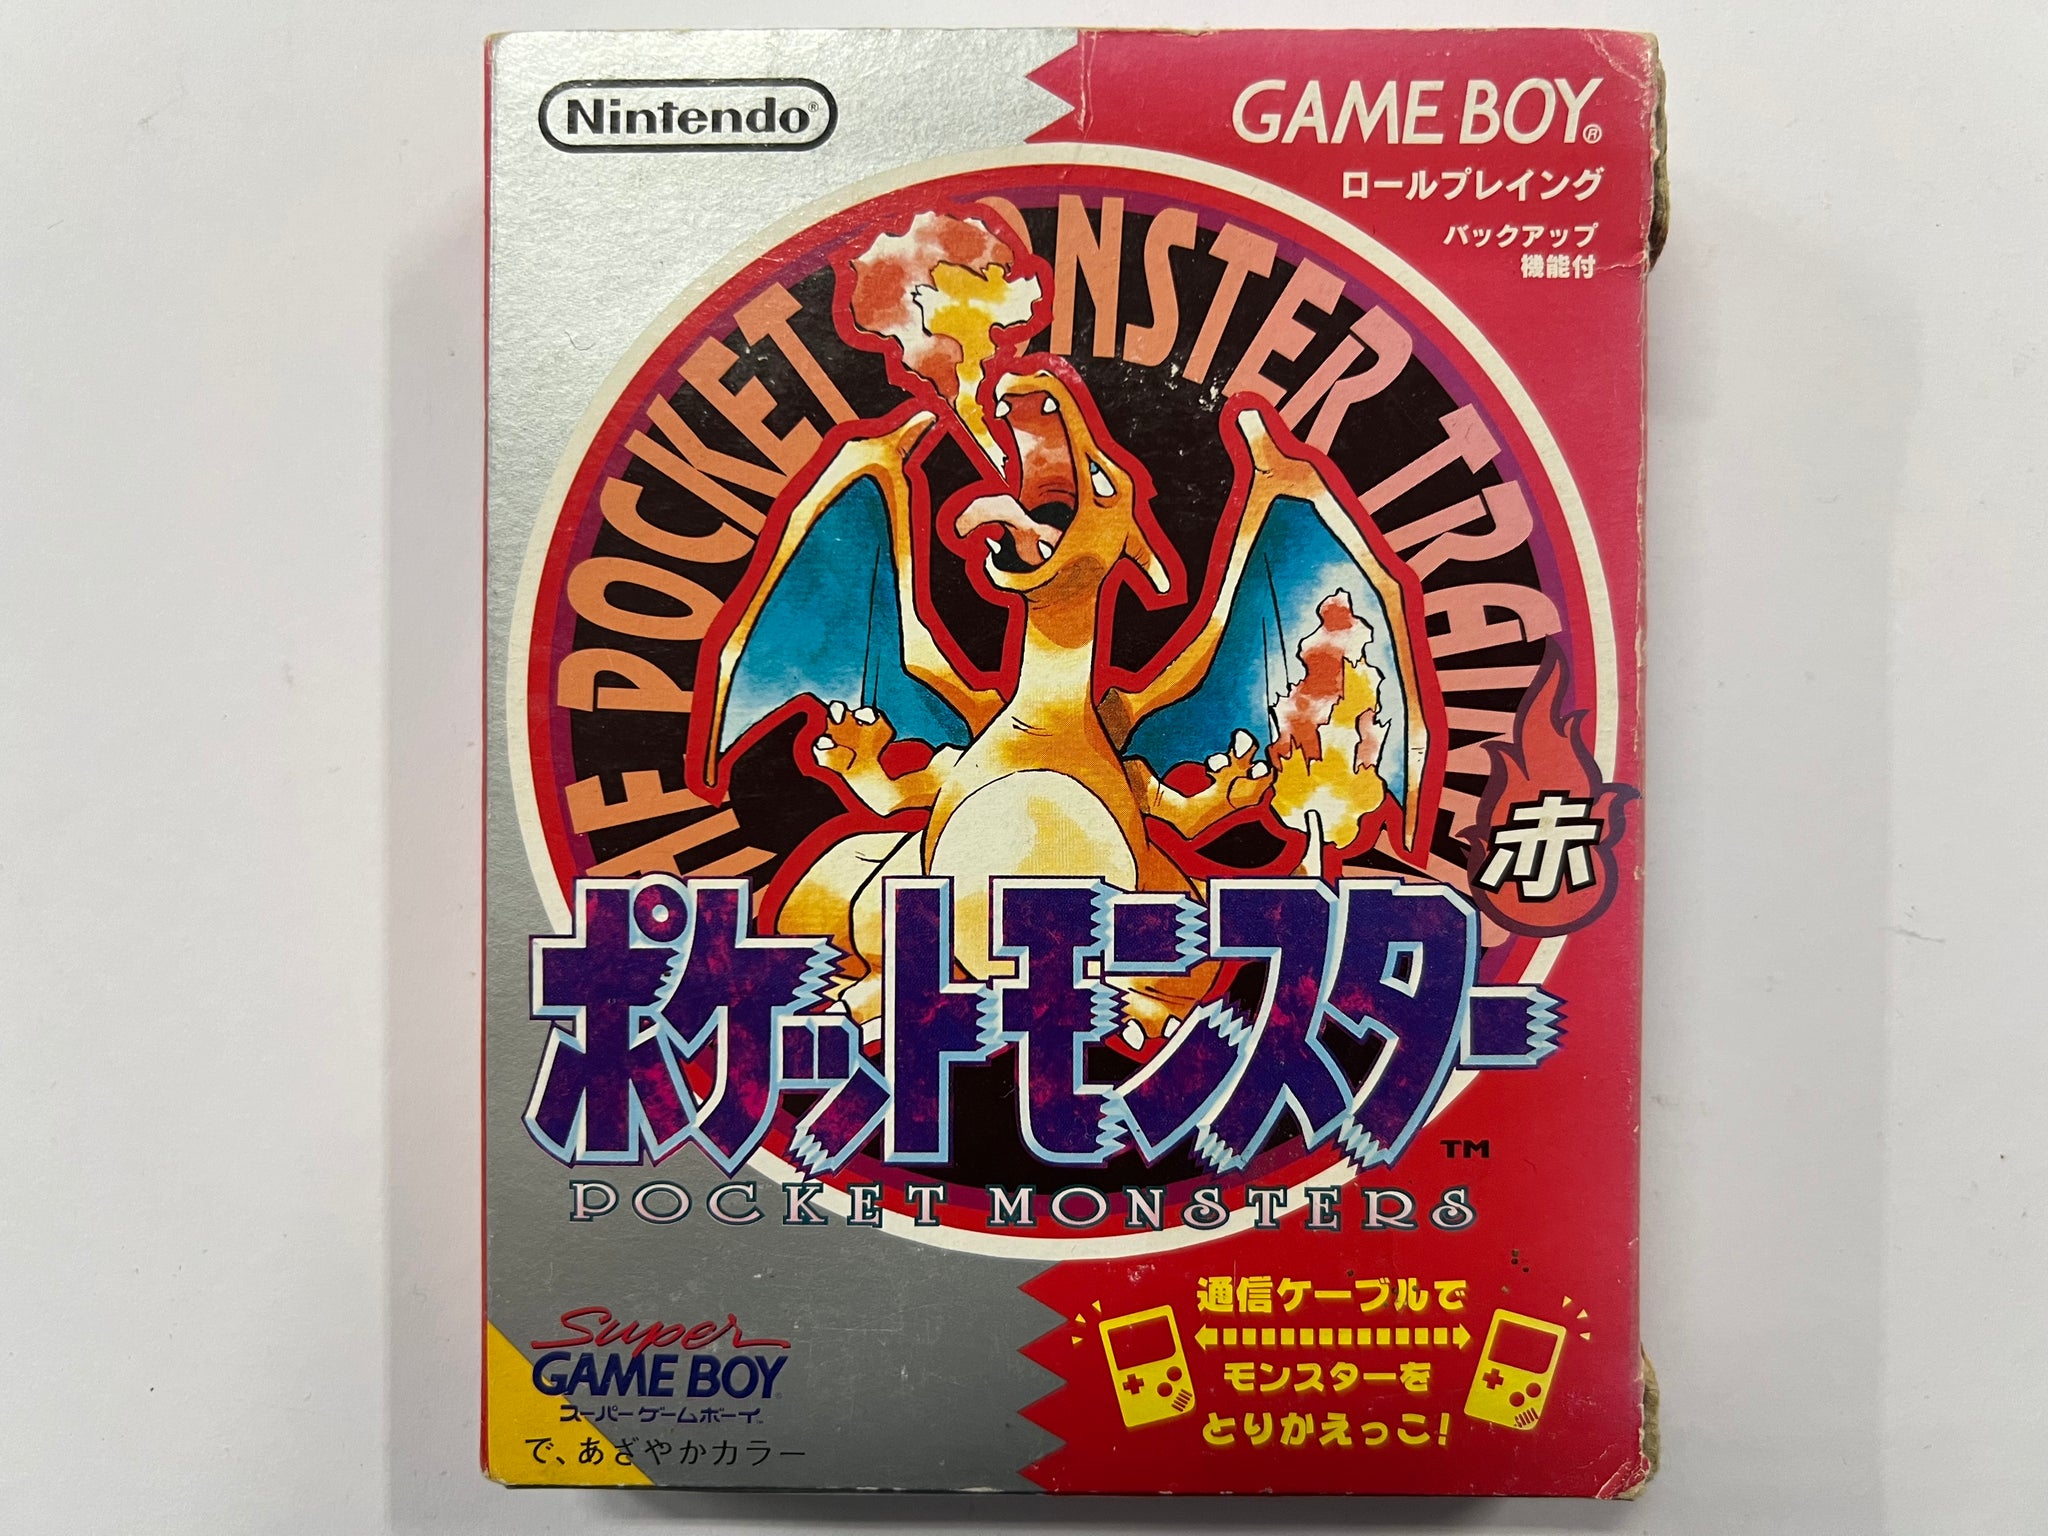 Nintendo®
GAME BOY®
ロールプレイング
バックアップ
機能付
POCKET MONSTER
赤
ポケットモンスター
TM
POCKET MONSTERS
Super
GAME BOY
スーパーゲームボーイ
で、あざやかカラー
通信ケーブルで
モンスターを
とりかえっこ!